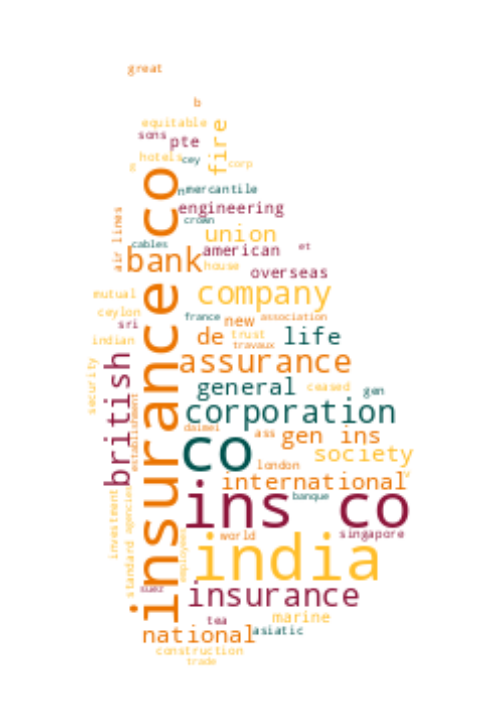 great
b
equitable
sons
pte
fire
hotels
cey
corp
mercantile
engineering
crown
insurance co
air lines
union
cables
american
et
bank
house
overseas
mutual
company
ceylon
sri
france
new
association
indian
de
trust
life
travaux
assurance
security
british
general
ceased
gen
establishment
corporation
daimei
ass
gen ins
co
society
london
international
banque
investment
standard
agencies
ins co
world
singapore
employees
india
suez
insurance
tea
marine
national
asiatic
construction
trade